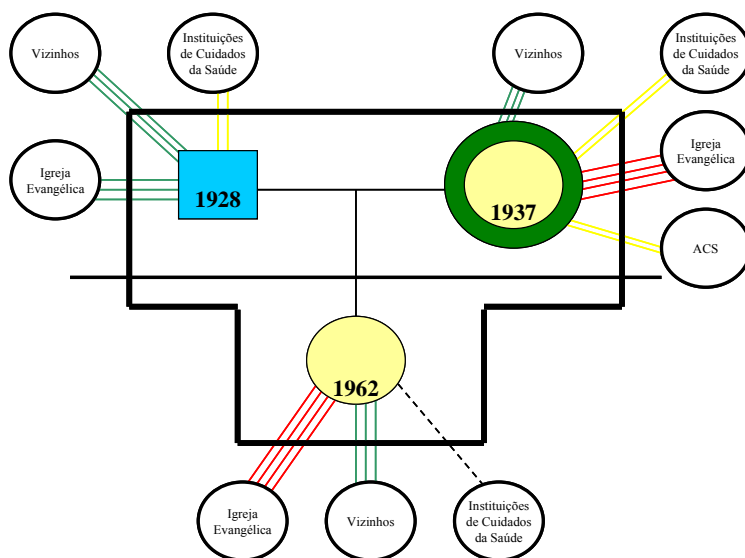 Vizinhos
Instituições
de Cuidados
da Saúde
Vizinhos
Instituições
de Cuidados
da Saúde
Igreja
Evangélica
1928
1937
Igreja
Evangélica
ACS
1962
Igreja
Evangélica
Vizinhos
Instituições
de Cuidados
da Saúde